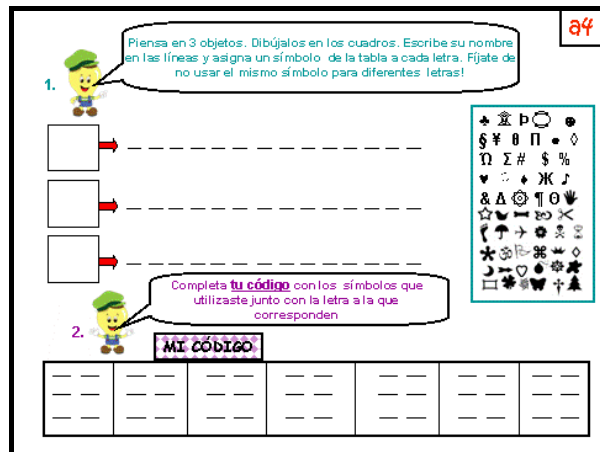 a4
Piensa en 3 objetos. Dibújalos en los cuadros. Escribe su nombre
en las líneas y asigna un símbolo de la tabla a cada letra. Fíjate de
no usar el mismo símbolo para diferentes letras!
1.
§ ¥ θ Π • ◊
Ώ Σ # $ %
♥ ♦ Ж ♪
& Δ ¶ Θ
Completa tu código con los símbolos que
utilizaste junto con la letra a la que
corresponden
2.
MI CÓDIGO